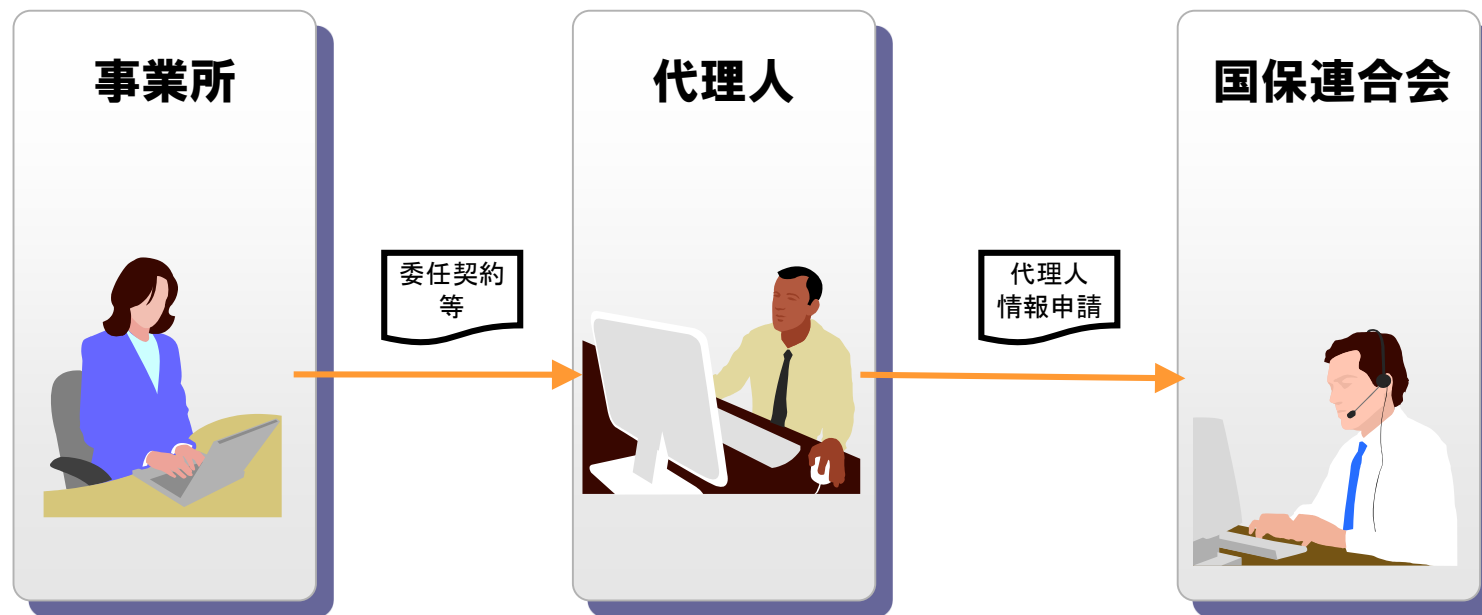 事業所
代理人
国保連合会
委任契約
等
代理人
情報申請